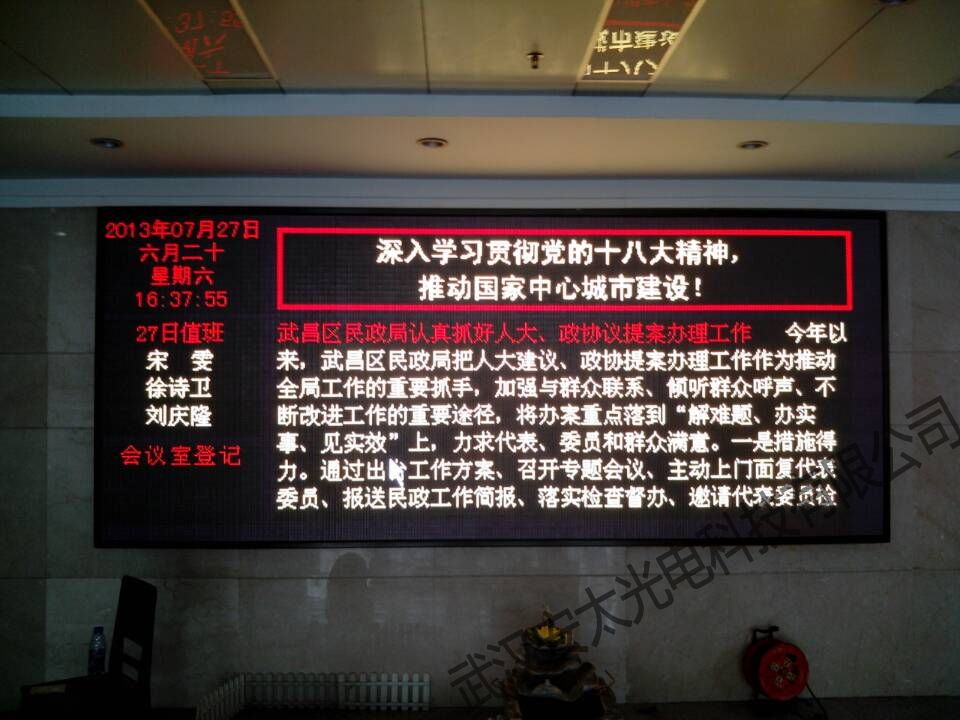 2013年07月27日
六月二十
星期六
16:37:55
27日值班
宋 雯
徐诗卫
刘庆隆
会议室登记
深入学习贯彻党的十八大精神,
推动国家中心城市建设!
武昌区民政局认真抓好人大、政协议提案办理工作 今年以
来，武昌区民政局把人大建议、政协提案办理工作作为推动
全局工作的重要抓手，加强与群众联系、倾听群众呼声、不
断改进工作的重要途径，将办案重点落到“解难题、办实
事、见实效”上，力求代表、委员和群众满意。一是措施得
力。通过出台工作方案、召开专题会议、主动上门面复代表
委员、报送民政工作简报、落实检查督办、邀请代表委员检
武汉安太光电科技有限公司